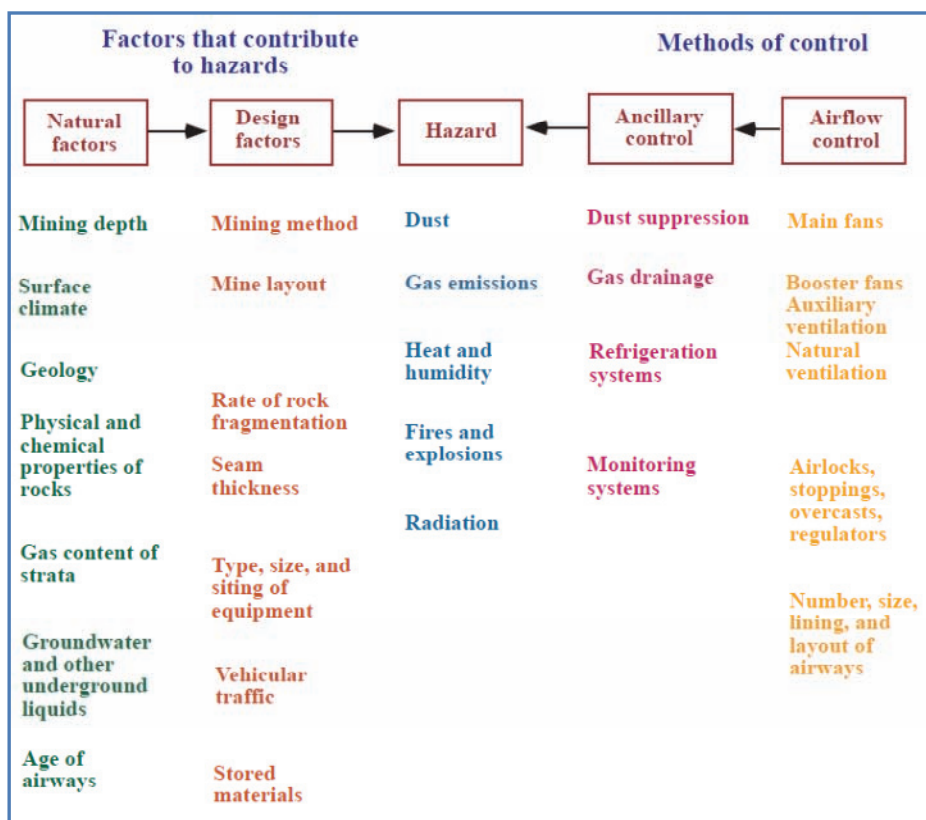 Factors that contribute
to hazards
Methods of control
Natural
factors
Design
factors
Hazard
Ancillary
control
Airflow
control
Mining depth
Surface
climate
Geology
Physical and
chemical
properties of
rocks
Gas content of
strata
Groundwater
and other
underground
liquids
Age of
airways
Mining method
Mine layout
Rate of rock
fragmentation
Seam
thickness
Type, size, and
siting of
equipment
Vehicular
traffic
Stored
materials
Dust
Gas emissions
Heat and
humidity
Fires and
explosions
Radiation
Dust suppression
Gas drainage
Refrigeration
systems
Monitoring
systems
Main fans
Booster fans
Auxiliary
ventilation
Natural
ventilation
Airlocks,
stoppings,
overcasts,
regulators
Number, size,
lining, and
layout of
airways